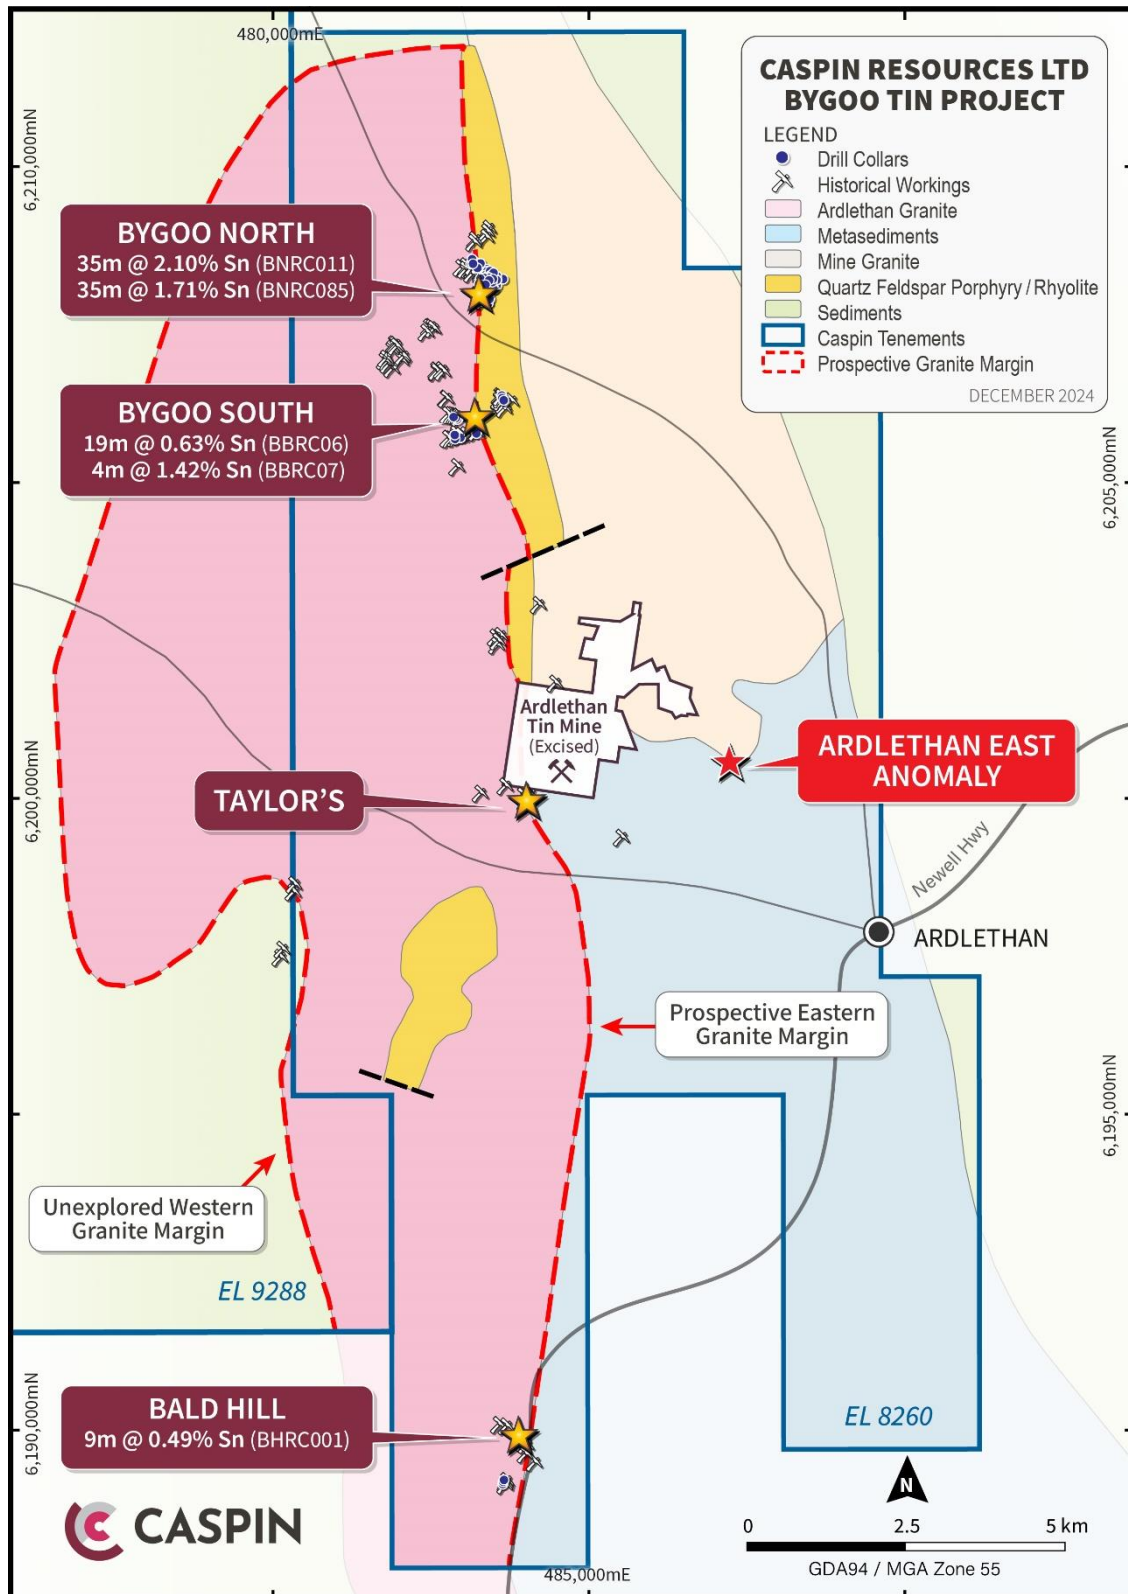 480,000mE
CASPIN RESOURCES LTD
BYGOO TIN PROJECT
LEGEND
Drill Collars
Historical Workings
Ardlethan Granite
Metasediments
Mine Granite
Quartz Feldspar Porphyry / Rhyolite
Sediments
Caspin Tenements
Prospective Granite Margin
DECEMBER 2024
6,210,000mN
BYGOO NORTH
35m @ 2.10% Sn (BNRC011)
35m @ 1.71% Sn (BNRC085)
BYGOO SOUTH
19m @ 0.63% Sn (BBRC06)
4m @ 1.42% Sn (BBRC07)
6,205,000mN
Ardlethan
Tin Mine
(Excised)
ARDLETHAN EAST
ANOMALY
6,200,000mN
TAYLOR'S
Newell Hwy
ARDLETHAN
Prospective Eastern
Granite Margin
6,195,000mN
Unexplored Western
Granite Margin
EL 9288
BALD HILL
9m @ 0.49% Sn (BHRC001)
EL 8260
6,190,000mN
N
CASPIN
0 2.5 5 km
GDA94 / MGA Zone 55
485,000mE